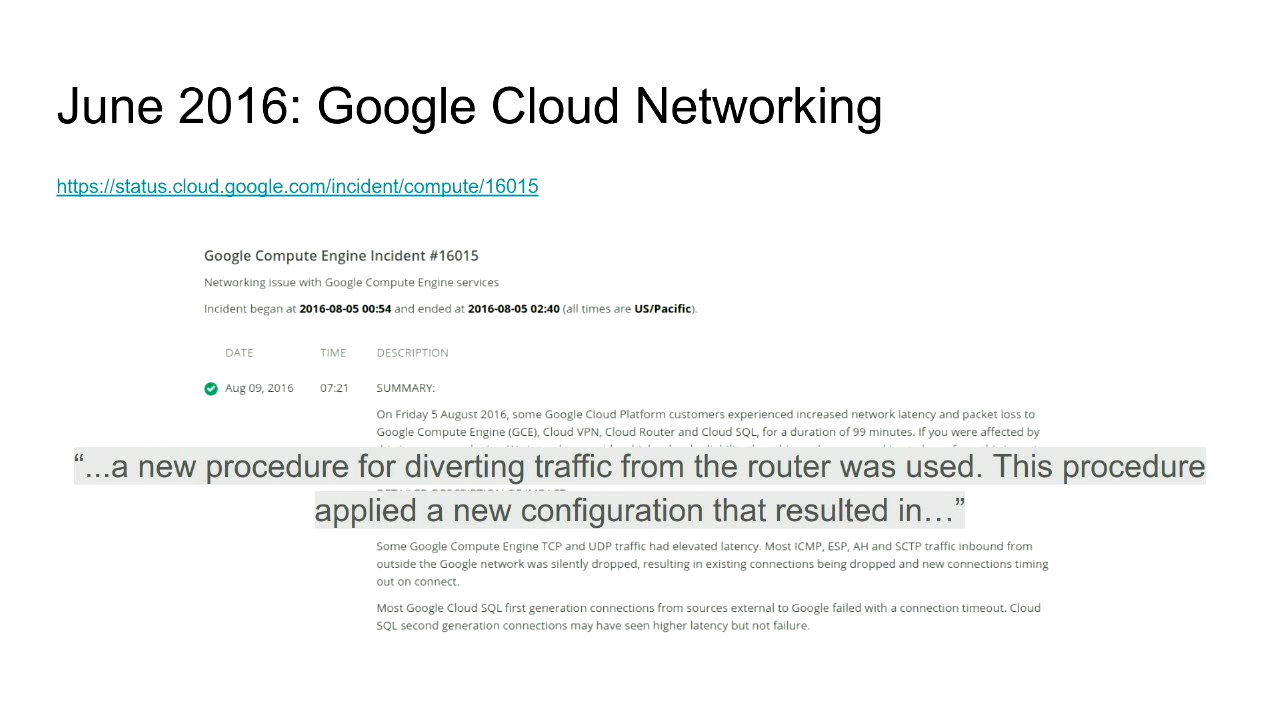 June 2016: Google Cloud Networking
https://status.cloud.google.com/incident/compute/16015
Google Compute Engine Incident #16015
Networking issue with Google Compute Engine services
Incident began at 2016-08-05 00:54 and ended at 2016-08-05 02:40 (all times are US/Pacific).
DATE TIME DESCRIPTION
Aug 09, 2016 07:21 SUMMARY:
On Friday 5 August 2016, some Google Cloud Platform customers experienced increased network latency and packet loss to
Google Compute Engine (GCE), Cloud VPN, Cloud Router and Cloud SQL, for a duration of 99 minutes. If you were affected by
“...a new procedure for diverting traffic from the router was used. This procedure
applied a new configuration that resulted in…”
Some Google Compute Engine TCP and UDP traffic had elevated latency. Most ICMP, ESP, AH and SCTP traffic inbound from
outside the Google network was silently dropped, resulting in existing connections being dropped and new connections timing
out on connect.
Most Google Cloud SQL first generation connections from sources external to Google failed with a connection timeout. Cloud
SQL second generation connections may have seen higher latency but not failure.